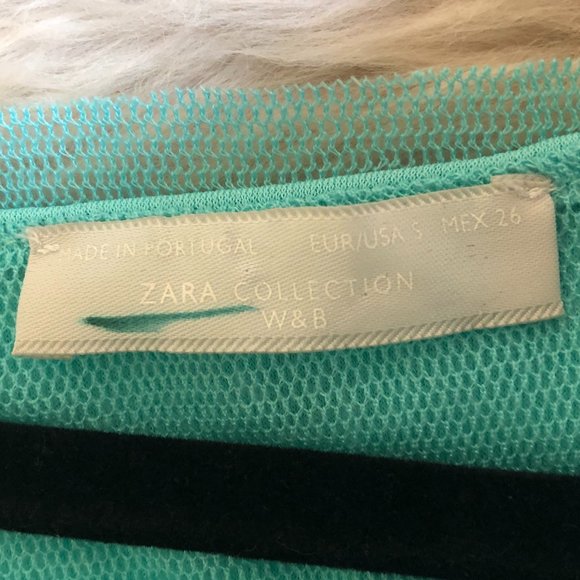 MADE IN PORTUGAL EUR/USA S MEX 26
ZARA COLLECTION
W&B